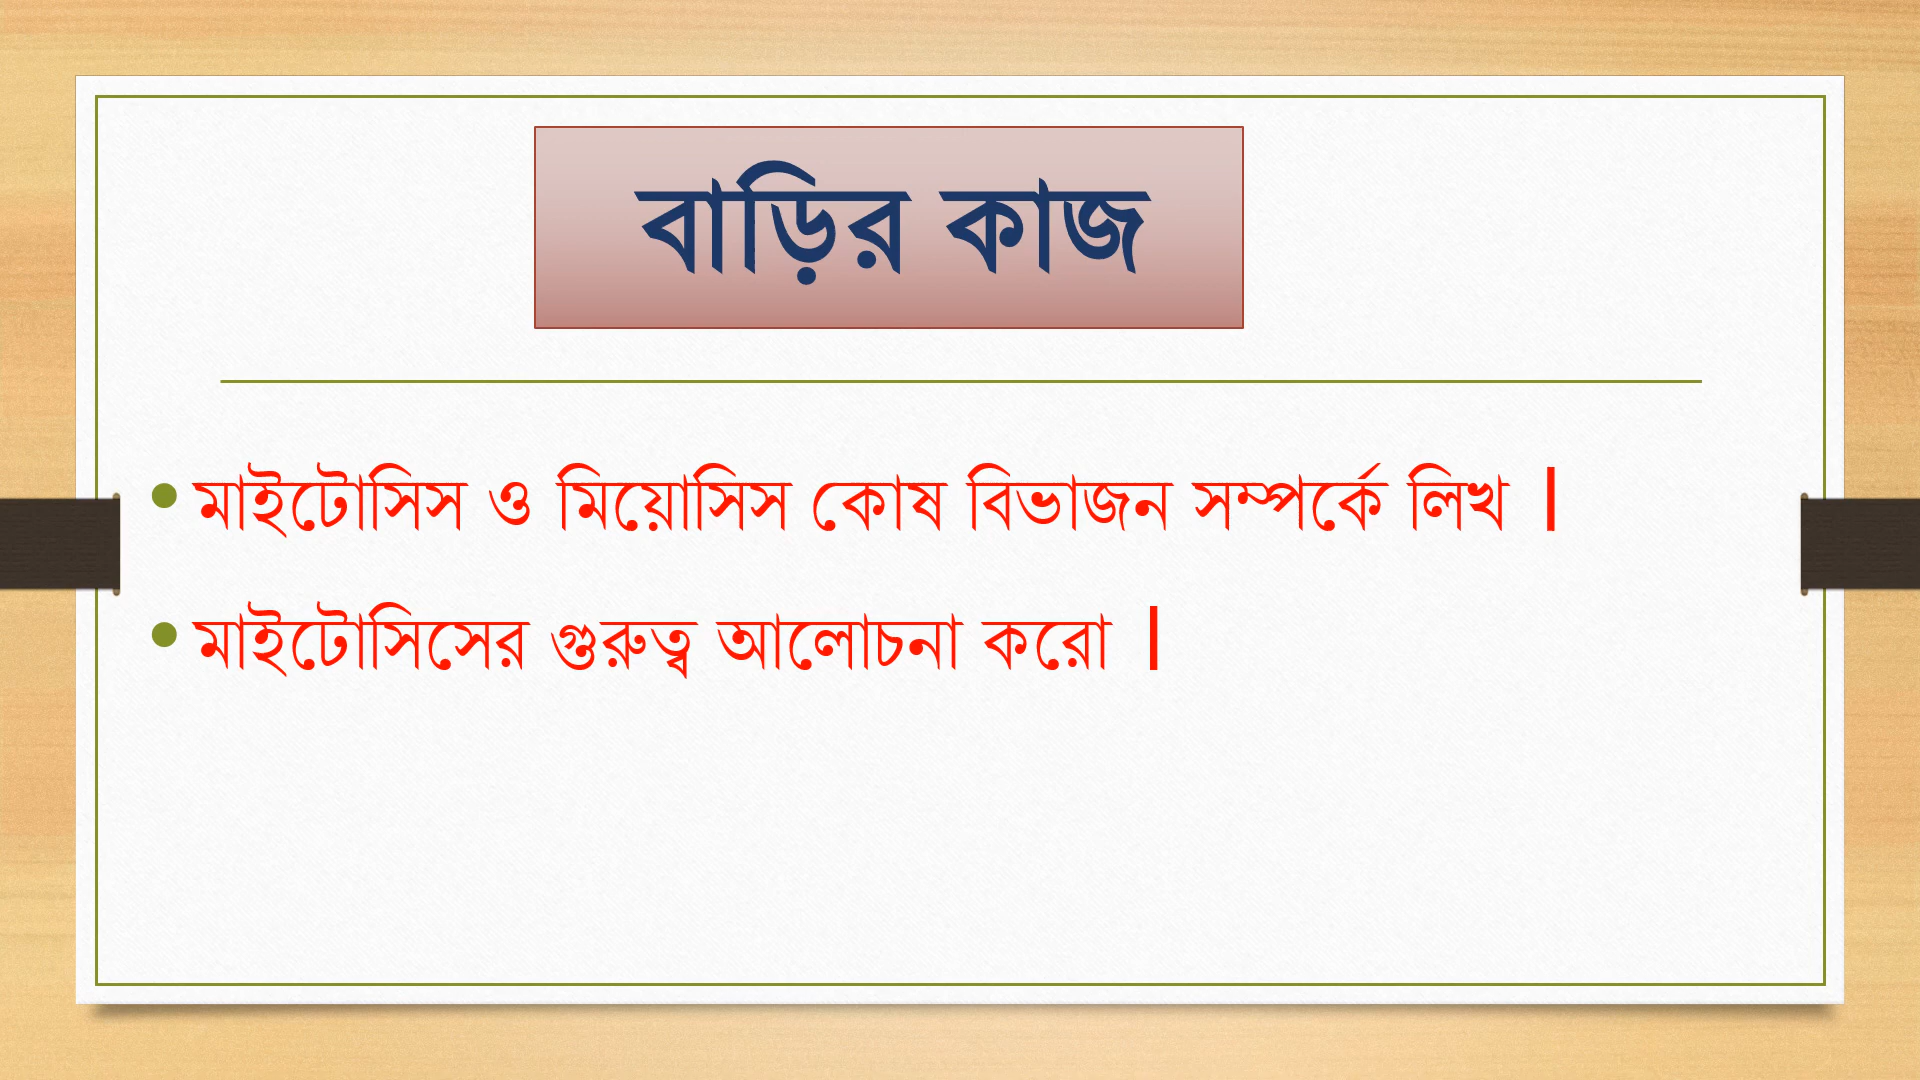 বাড়ির কাজ
• মাইটোসিস ও মিয়োসিস কোষ বিভাজন সম্পর্কে লিখ ।
• মাইটোসিসের গুরুত্ব আলোচনা করো ।